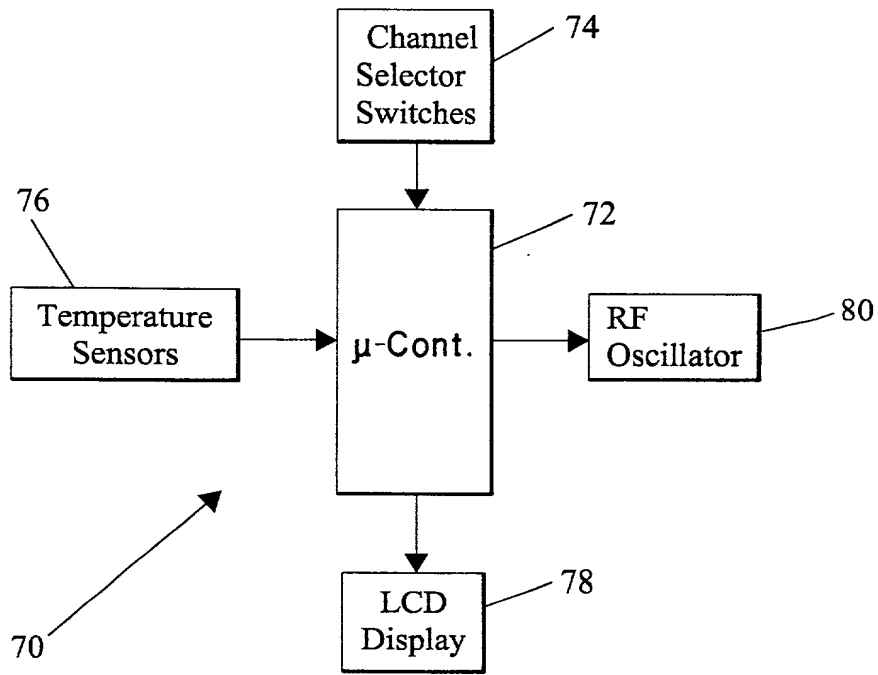 Channel
Selector
Switches
74
76
72
Temperature
Sensors
µ-Cont.
RF
Oscillator
80
LCD
Display
78
70